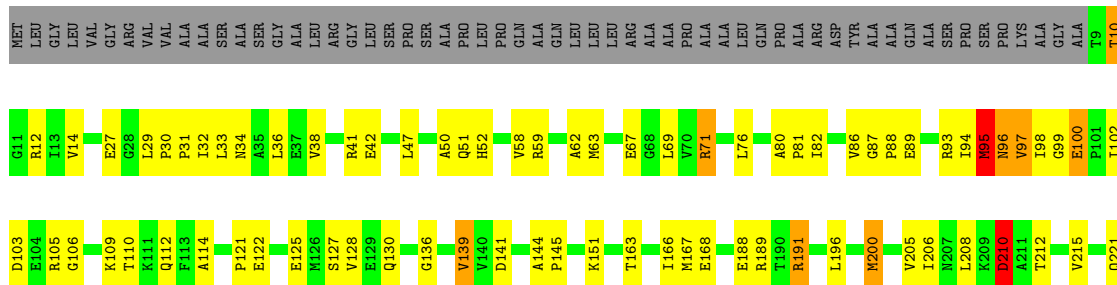 MET LEU GLY LEU VAL GLY ARG VAL VAL ALA ALA SER ALA SER GLY ALA LEU ARG GLY LEU SER PRO SER ALA PRO LEU PRO GLN ALA GLN LEU LEU LEU ARG ALA ALA PRO ALA ALA LEU GLN PRO ALA ARG ASP TYR ALA ALA GLN ALA SER PRO SER PRO LYS ALA GLY ALA T9 T10
G11 R12 I13 V14 E27 G28 L29 P30 P31 I32 L33 N34 A35 L36 E37 V38 R41 E42 L47 A50 Q51 H52 V58 R59 A62 M63 E67 G68 L69 V70 R71 L76 A80 P81 I82 V86 G87 P88 E89 R93 I94 M95 N96 V97 I98 G99 E100 P101 I102
D103 E104 R105 G106 K109 T110 K111 Q112 F113 A114 P121 E122 E125 M126 S127 V128 E129 Q130 G136 V139 V140 D141 A144 P145 K151 T163 I166 M167 E168 E188 R189 T190 R191 L196 M200 V205 I206 N207 L208 K209 D210 A211 T212 V215 Q221